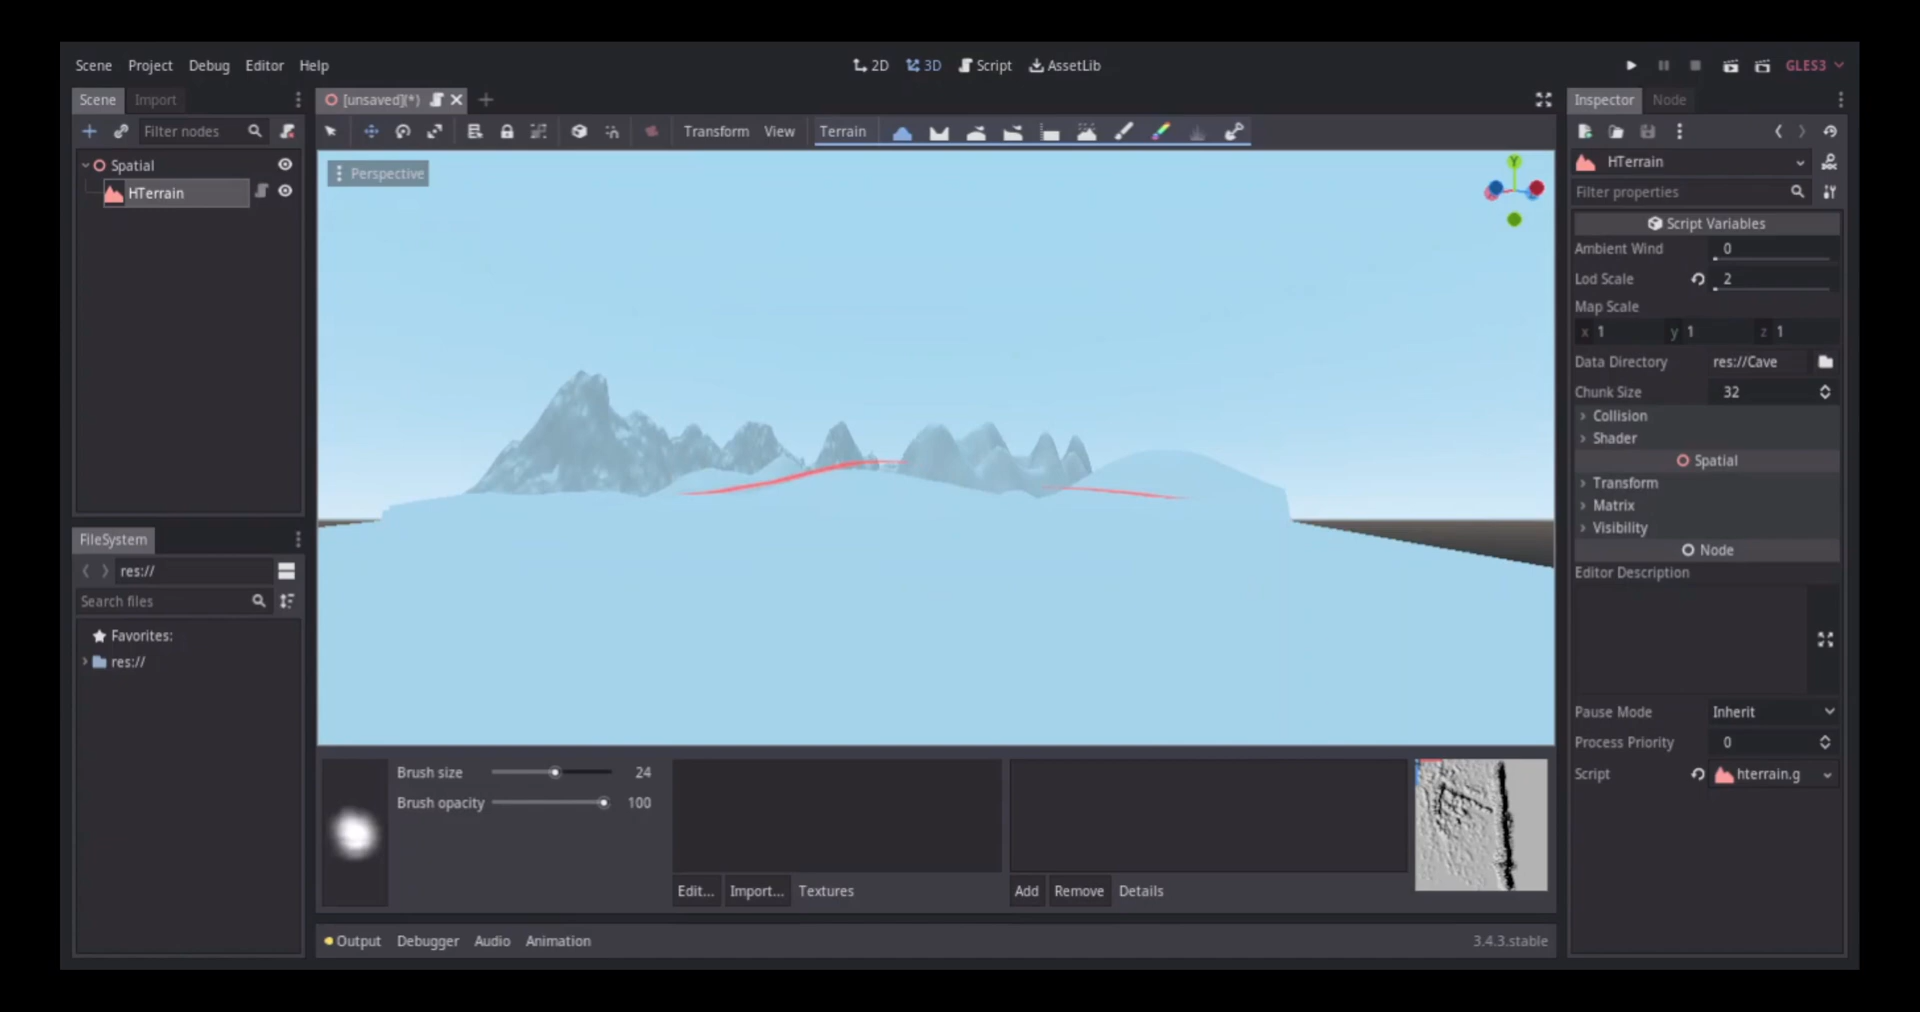 Scene Project Debug Editor Help
2D 3D Script AssetLib
GLES3
Scene Import
[unsaved](*)
Inspector Node
Filter nodes
Transform View Terrain
HTerrain
Spatial
HTerrain
Perspective
Y
Filter properties
Script Variables
Ambient Wind 0
Lod Scale 2
Map Scale
x 1 y 1 z 1
Data Directory res://Cave
Chunk Size 32
Collision
Shader
Spatial
Transform
Matrix
Visibility
Node
Editor Description
Pause Mode Inherit
Process Priority 0
Script hterrain.g
FileSystem
res://
Search files
Favorites:
res://
Brush size 24
Brush opacity 100
Edit... Import... Textures
Add Remove Details
Output Debugger Audio Animation
3.4.3.stable